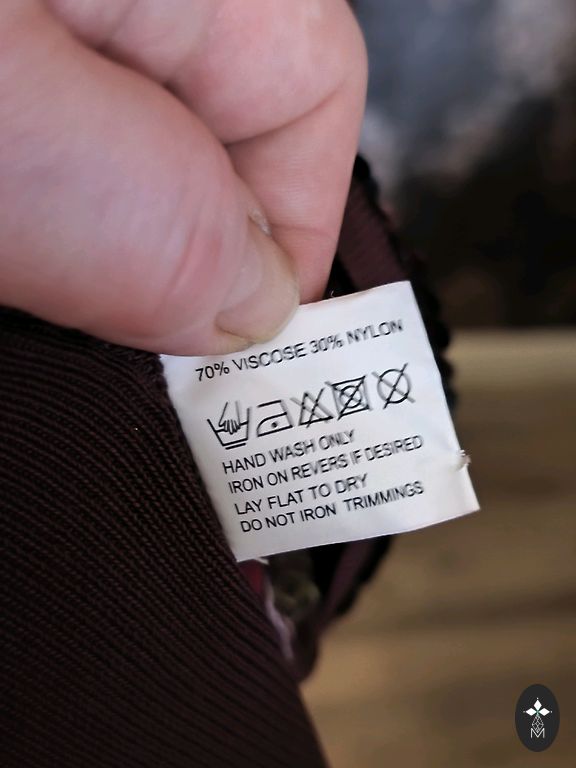 70% VISCOSE 30% NYLON
HAND WASH ONLY
IRON ON REVERS IF DESIRED
LAY FLAT TO DRY
DO NOT IRON TRIMMINGS
M